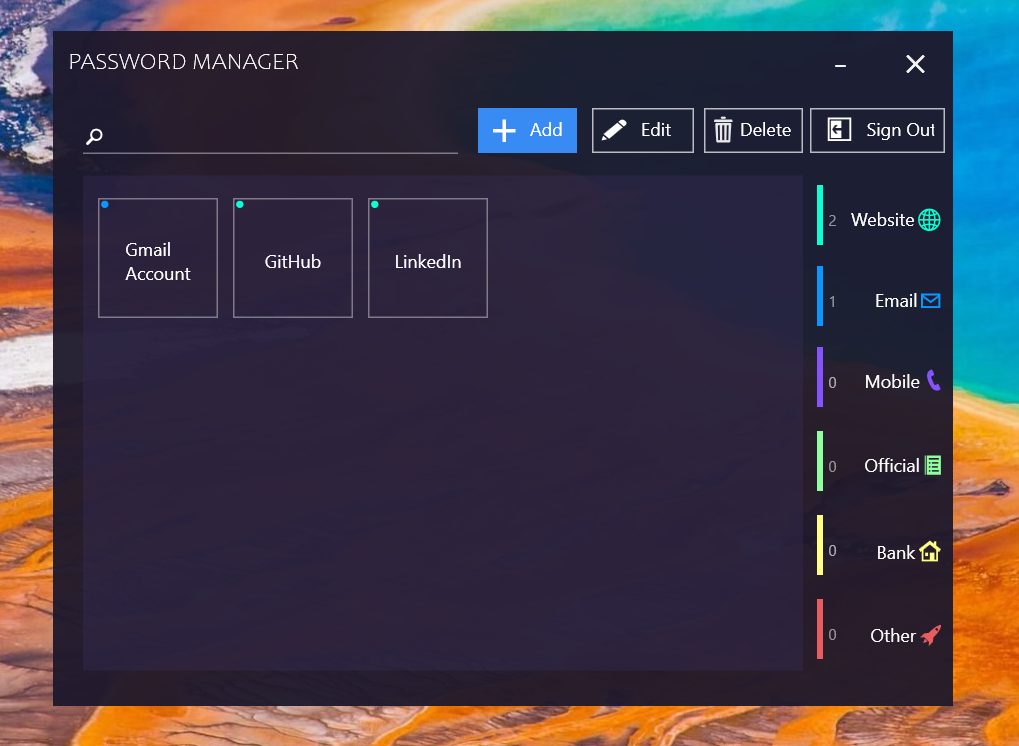 PASSWORD MANAGER
Add
Edit
Delete
Sign Out
Gmail
Account
GitHub
LinkedIn
2 Website
1 Email
0 Mobile
0 Official
0 Bank
0 Other